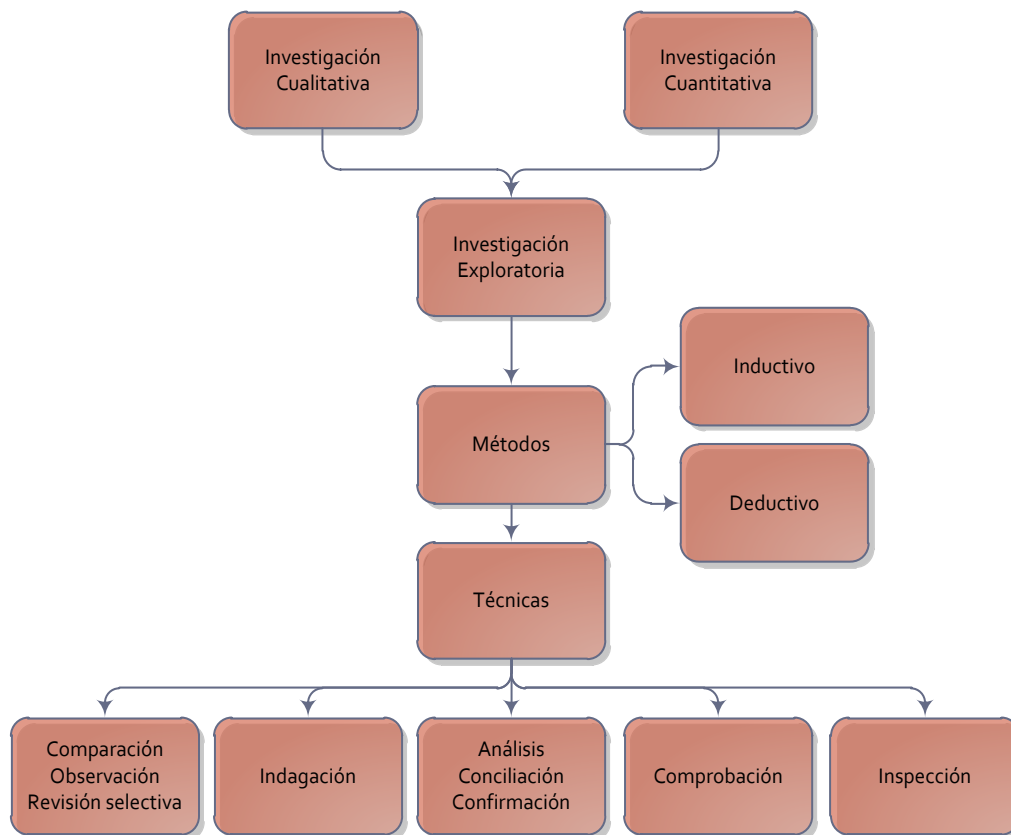 Investigación
Cualitativa
Investigación
Cuantitativa
Investigación
Exploratoria
Inductivo
Métodos
Deductivo
Técnicas
Comparación
Observación
Revisión selectiva
Indagación
Análisis
Conciliación
Confirmación
Comprobación
Inspección